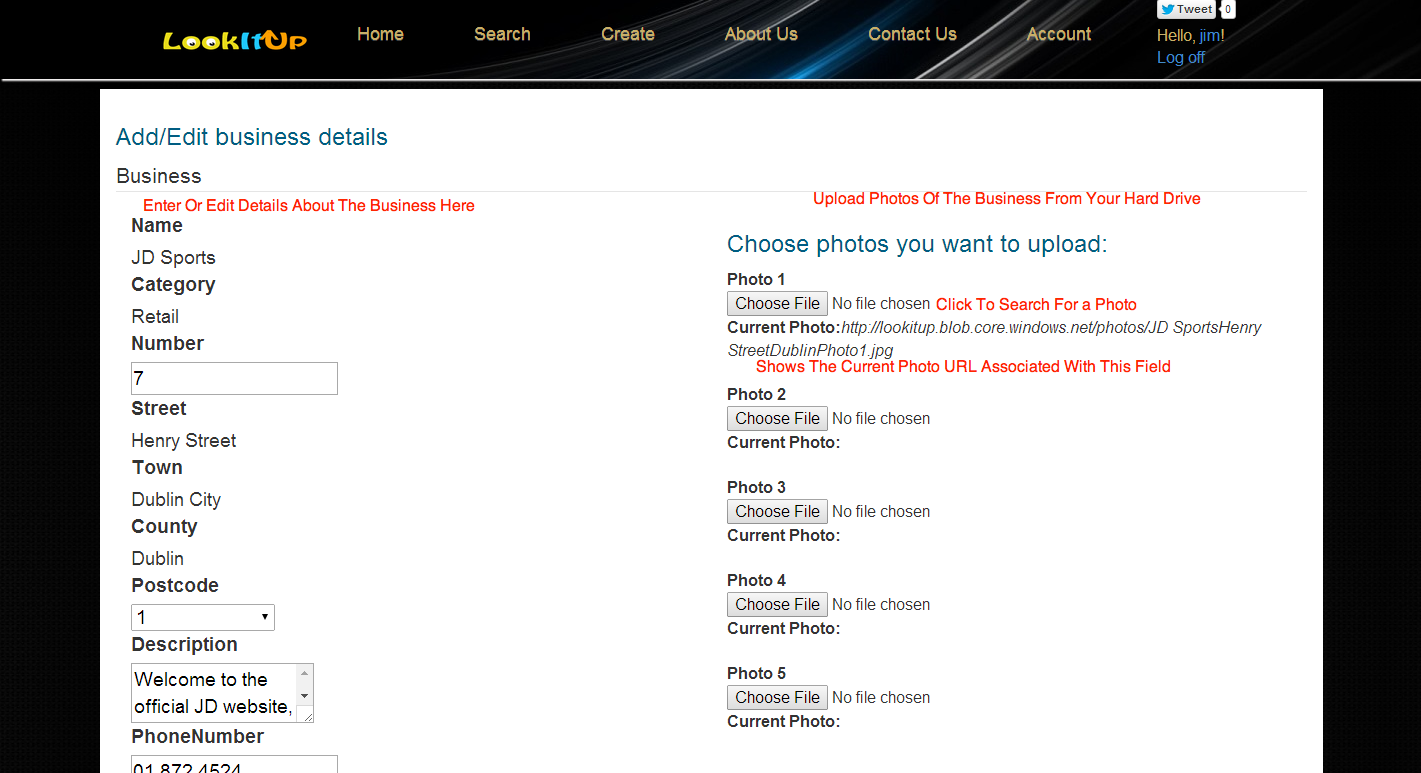 LookItUp
Home
Search
Create
About Us
Contact Us
Account
Tweet
0
Hello, jim!
Log off
Add/Edit business details
Business
Enter Or Edit Details About The Business Here
Name
JD Sports
Category
Retail
Number
7
Street
Henry Street
Town
Dublin City
County
Dublin
Postcode
1
Description
Welcome to the
official JD website,
PhoneNumber
01 872 4524
Upload Photos Of The Business From Your Hard Drive
Choose photos you want to upload:
Photo 1
Choose File No file chosen Click To Search For a Photo
Current Photo:http://lookitup.blob.core.windows.net/photos/JD SportsHenry
StreetDublinPhoto1.jpg
Shows The Current Photo URL Associated With This Field
Photo 2
Choose File No file chosen
Current Photo:
Photo 3
Choose File No file chosen
Current Photo:
Photo 4
Choose File No file chosen
Current Photo:
Photo 5
Choose File No file chosen
Current Photo: